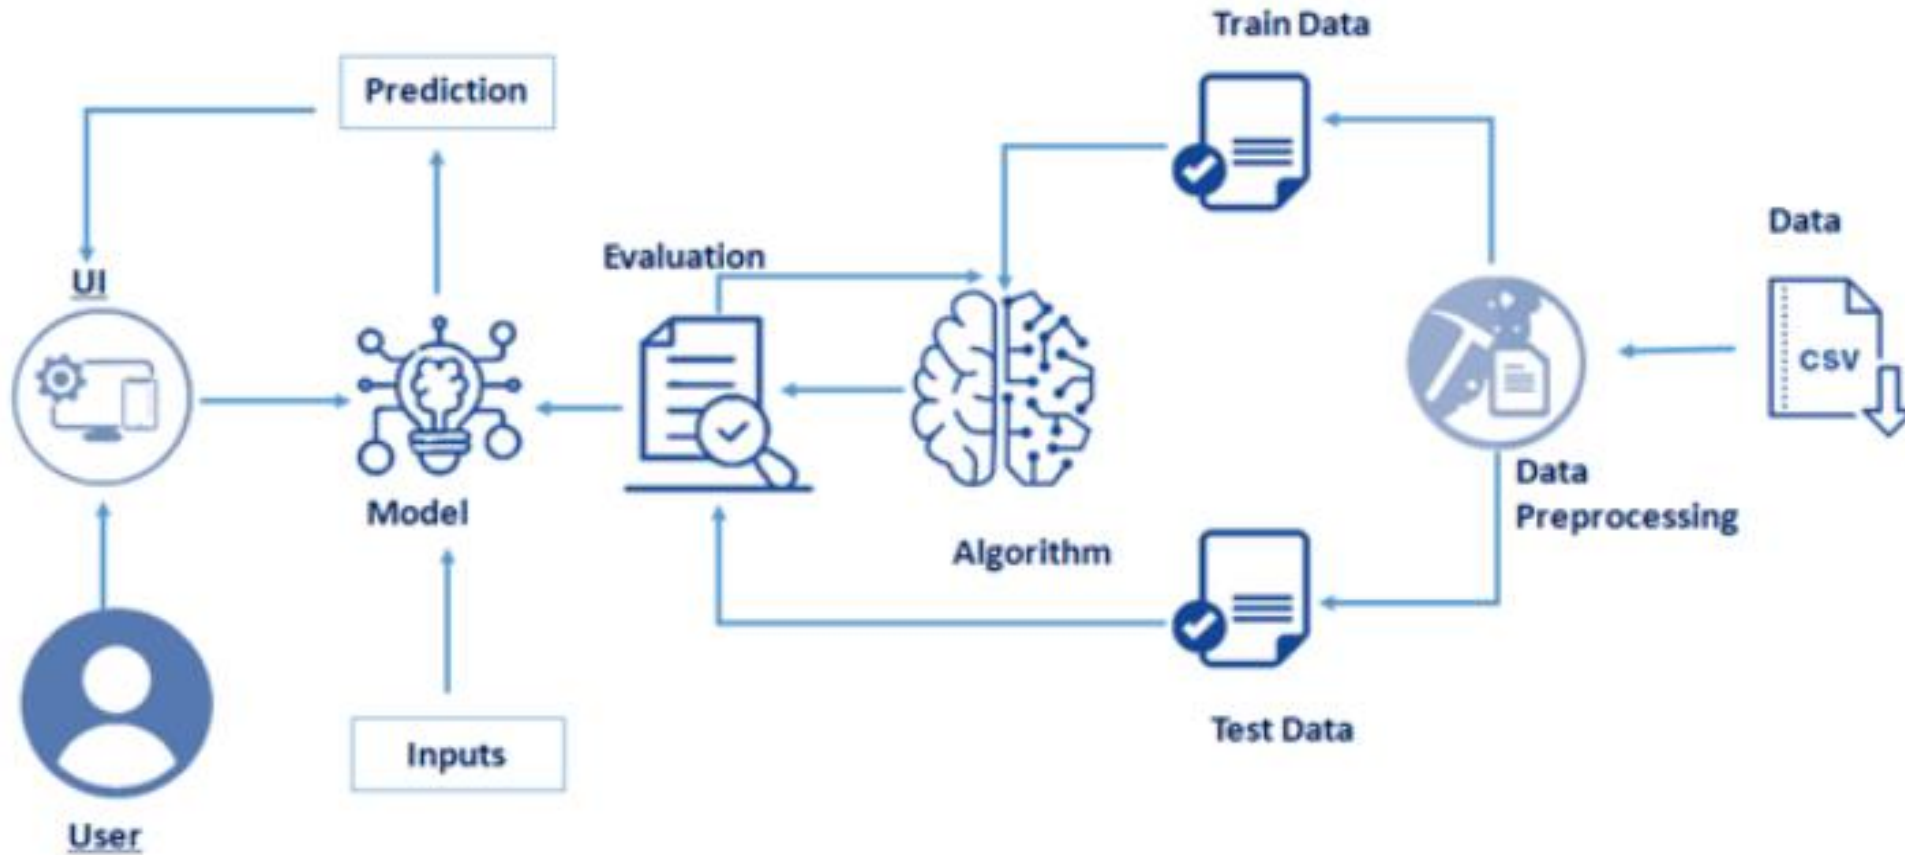 Train Data
Prediction
Data
Evaluation
UI
CSV
Data
Preprocessing
Model
Algorithm
Test Data
Inputs
User